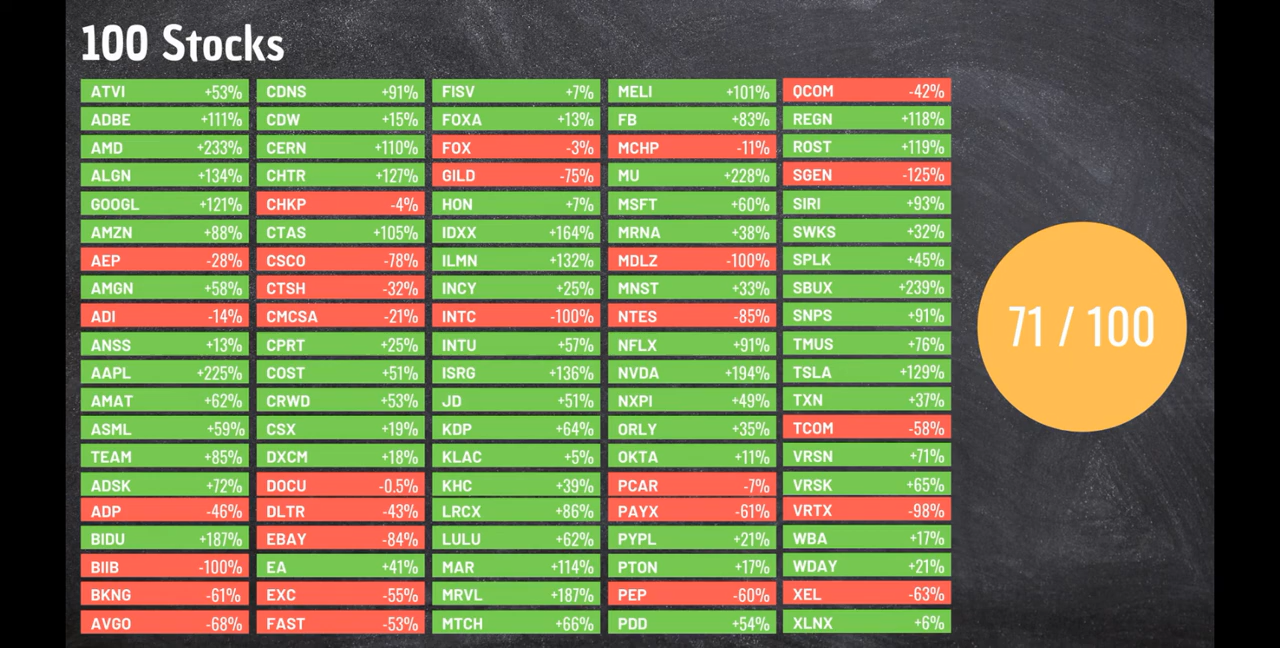 100 Stocks
ATVI +53% CDNS +91% FISV +7% MELI +101% QCOM -42%
ADBE +111% CDW +15% FOXA +13% FB +83% REGN +118%
AMD +233% CERN +110% FOX -3% MCHP -11% ROST +119%
ALGN +134% CHTR +127% GILD -75% MU +228% SGEN -125%
GOOGL +121% CHKP -4% HON +7% MSFT +60% SIRI +93%
AMZN +88% CTAS +105% IDXX +164% MRNA +38% SWKS +32%
AEP -28% CSCO -78% ILMN +132% MDLZ -100% SPLK +45%
AMGN +58% CTSH -32% INCY +25% MNST +33% SBUX +239%
ADI -14% CMCSA -21% INTC -100% NTES -85% SNPS +91%
ANSS +13% CPRT +25% INTU +57% NFLX +91% TMUS +76%
AAPL +225% COST +51% ISRG +136% NVDA +194% TSLA +129%
AMAT +62% CRWD +53% JD +51% NXPI +49% TXN +37%
ASML +59% CSX +19% KDP +64% ORLY +35% TCOM -58%
TEAM +85% DXCM +18% KLAC +5% OKTA +11% VRSN +71%
ADSK +72% DOCU -0.5% KHC +39% PCAR -7% VRSK +65%
ADP -46% DLTR -43% LRCX +86% PAYX -61% VRTX -98%
BIDU +187% EBAY -84% LULU +62% PYPL +21% WBA +17%
BIIB -100% EA +41% MAR +114% PTON +17% WDAY +21%
BKNG -61% EXC -55% MRVL +187% PEP -60% XEL -63%
AVGO -68% FAST -53% MTCH +66% PDD +54% XLNX +6%
71 / 100